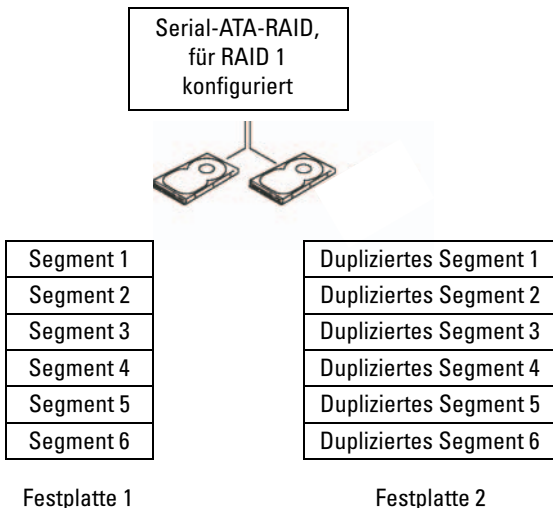 Serial-ATA-RAID,
für RAID 1
konfiguriert
Segment 1
Segment 2
Segment 3
Segment 4
Segment 5
Segment 6
Festplatte 1
Dupliziertes Segment 1
Dupliziertes Segment 2
Dupliziertes Segment 3
Dupliziertes Segment 4
Dupliziertes Segment 5
Dupliziertes Segment 6
Festplatte 2